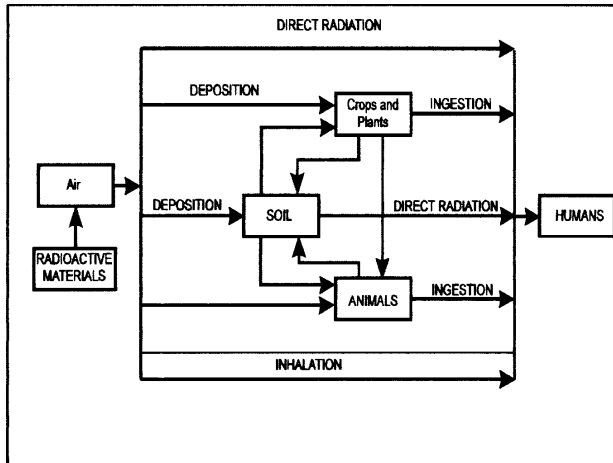 DIRECT RADIATION
DEPOSITION
Crops and
Plants
INGESTION
Air
DEPOSITION
SOIL
DIRECT RADIATION
HUMANS
RADIOACTIVE
MATERIALS
ANIMALS
INGESTION
INHALATION